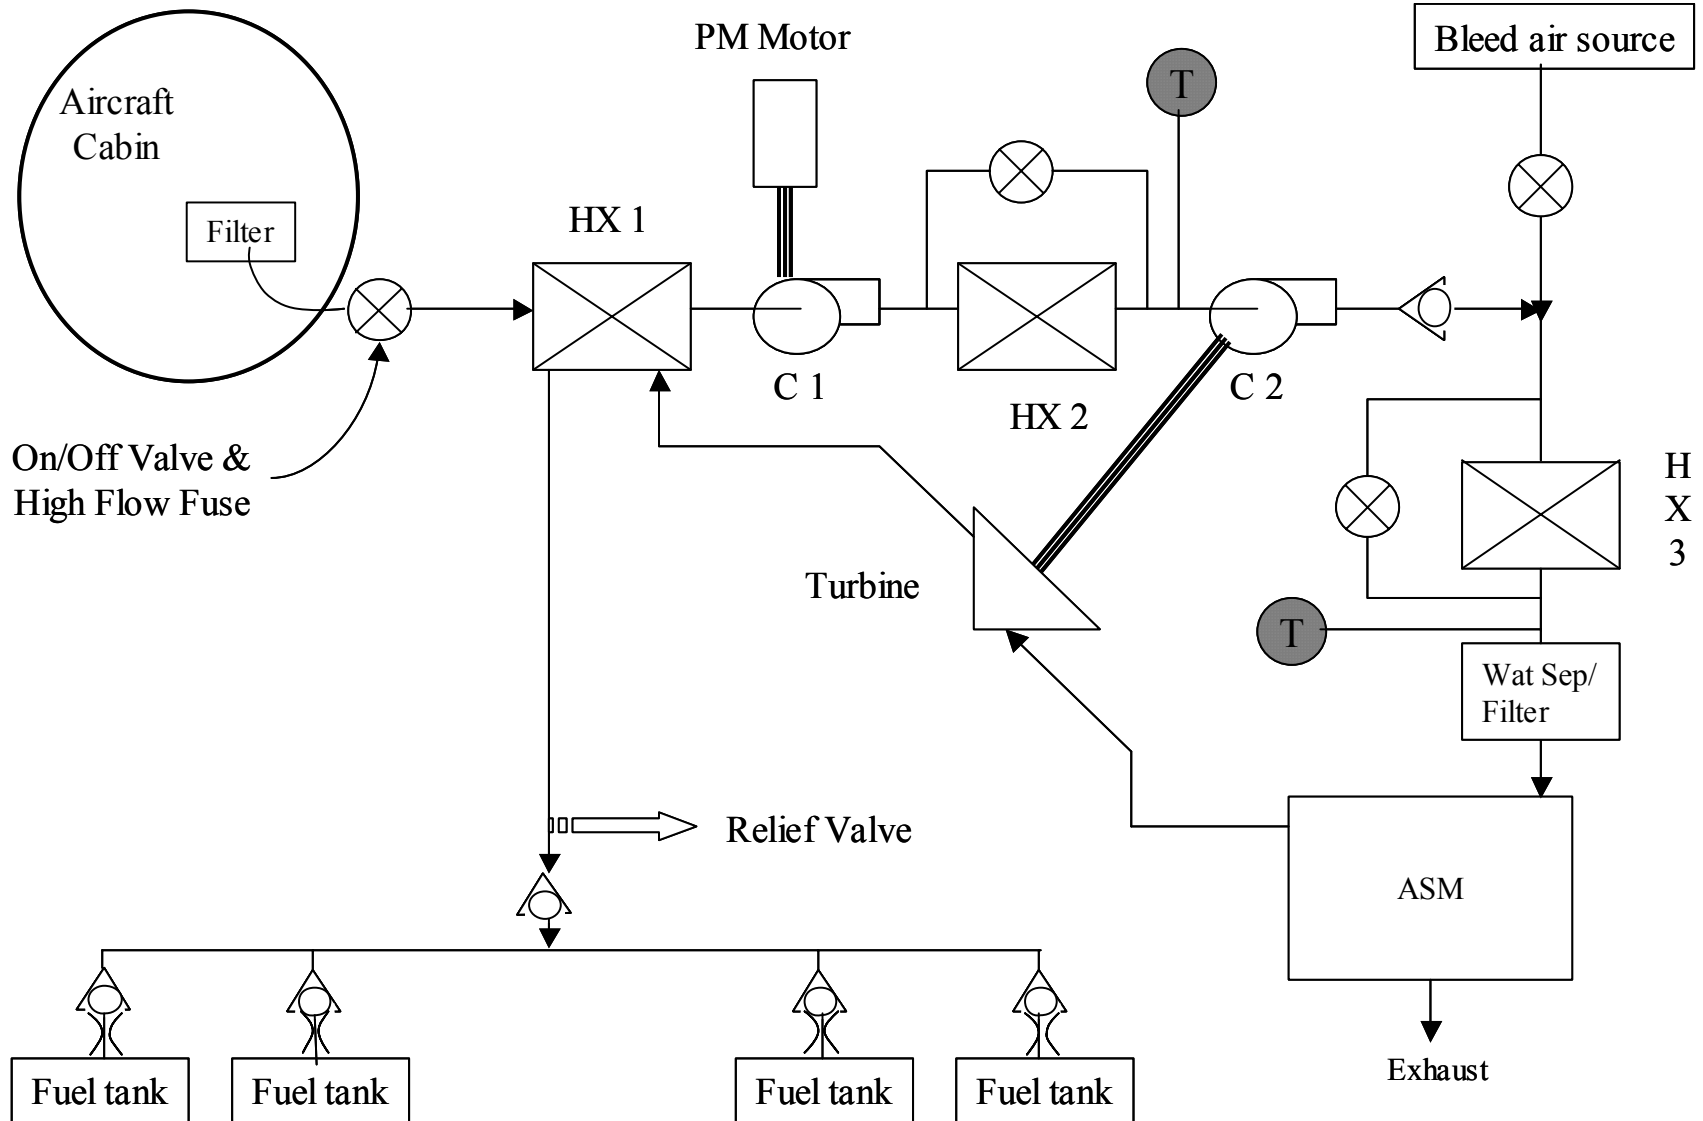 PM Motor
Bleed air source
T
Aircraft
Cabin
Filter
HX 1
C 1
HX 2
C 2
On/Off Valve &
High Flow Fuse
H
X
3
Turbine
T
Wat Sep/
Filter
Relief Valve
ASM
Exhaust
Fuel tank
Fuel tank
Fuel tank
Fuel tank